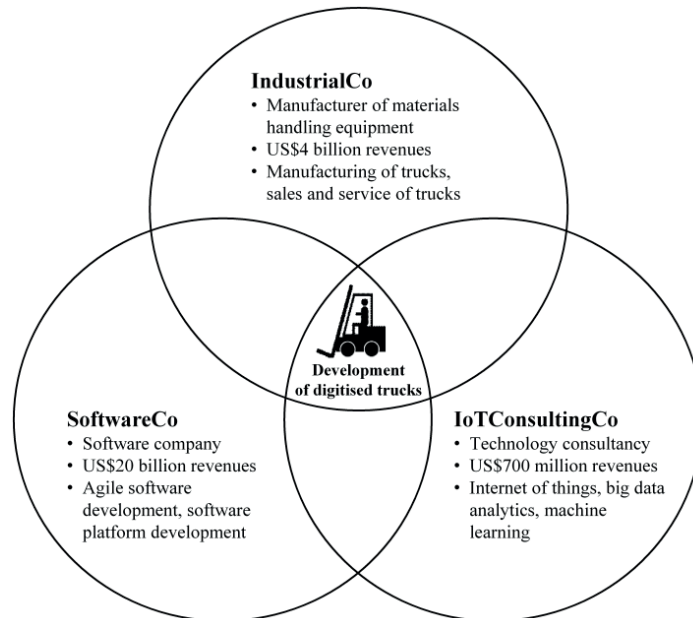 IndustrialCo
• Manufacturer of materials
handling equipment
• US$4 billion revenues
• Manufacturing of trucks,
sales and service of trucks
Development
of digitised trucks
SoftwareCo
• Software company
• US$20 billion revenues
• Agile software
development, software
platform development
IoTConsultingCo
• Technology consultancy
• US$700 million revenues
• Internet of things, big data
analytics, machine
learning